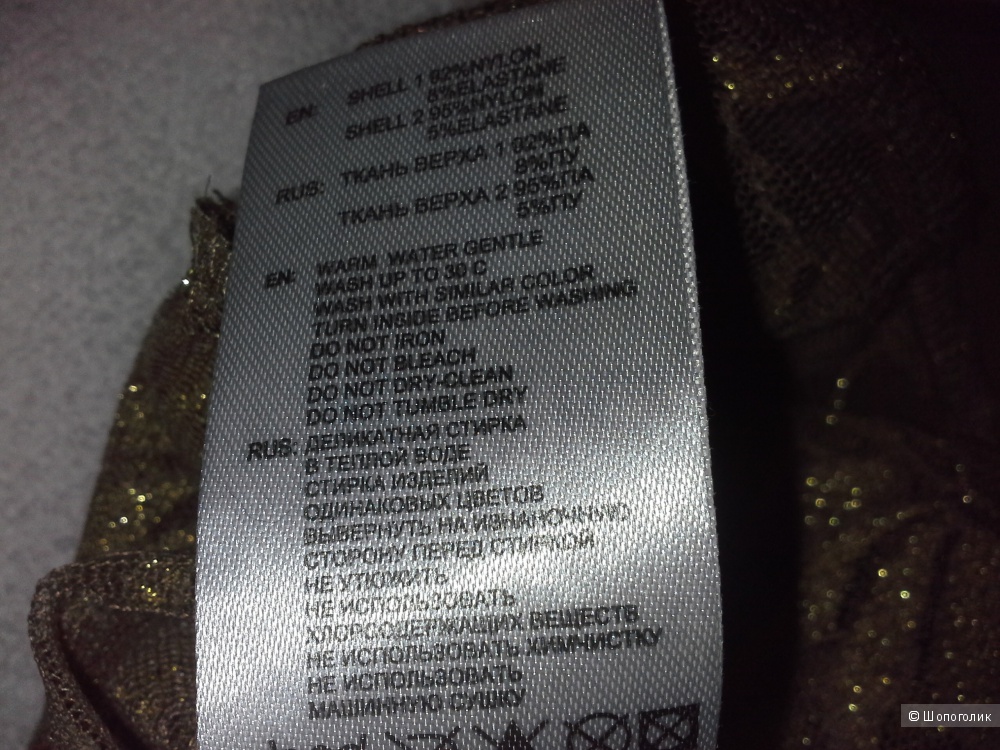 EN: SHELL 1 92%NYLON
8%ELASTANE
SHELL 2 95%NYLON
5%ELASTANE
RUS: ТКАНЬ ВЕРХА 1 92%ПА
8%ПУ
ТКАНЬ ВЕРХА 2 95%ПА
5%ПУ
EN: WARM WATER GENTLE
WASH UP TO 30 C
WASH WITH SIMILAR COLOR
TURN INSIDE BEFORE WASHING
DO NOT IRON
DO NOT BLEACH
DO NOT DRY-CLEAN
DO NOT TUMBLE DRY
RUS: ДЕЛИКАТНАЯ СТИРКА
В ТЕПЛОЙ ВОДЕ
СТИРКА ИЗДЕЛИЙ
ОДИНАКОВЫХ ЦВЕТОВ
ВЫВЕРНУТЬ НА ИЗНАНОЧНУЮ
СТОРОНУ ПЕРЕД СТИРКОЙ
НЕ УТЮЖИТЬ
НЕ ИСПОЛЬЗОВАТЬ
ХЛОРСОДЕРЖАЩИХ ВЕЩЕСТВ
НЕ ИСПОЛЬЗОВАТЬ ХИМЧИСТКУ
НЕ ИСПОЛЬЗОВАТЬ
МАШИННУЮ СУШКУ
© Шопоголик